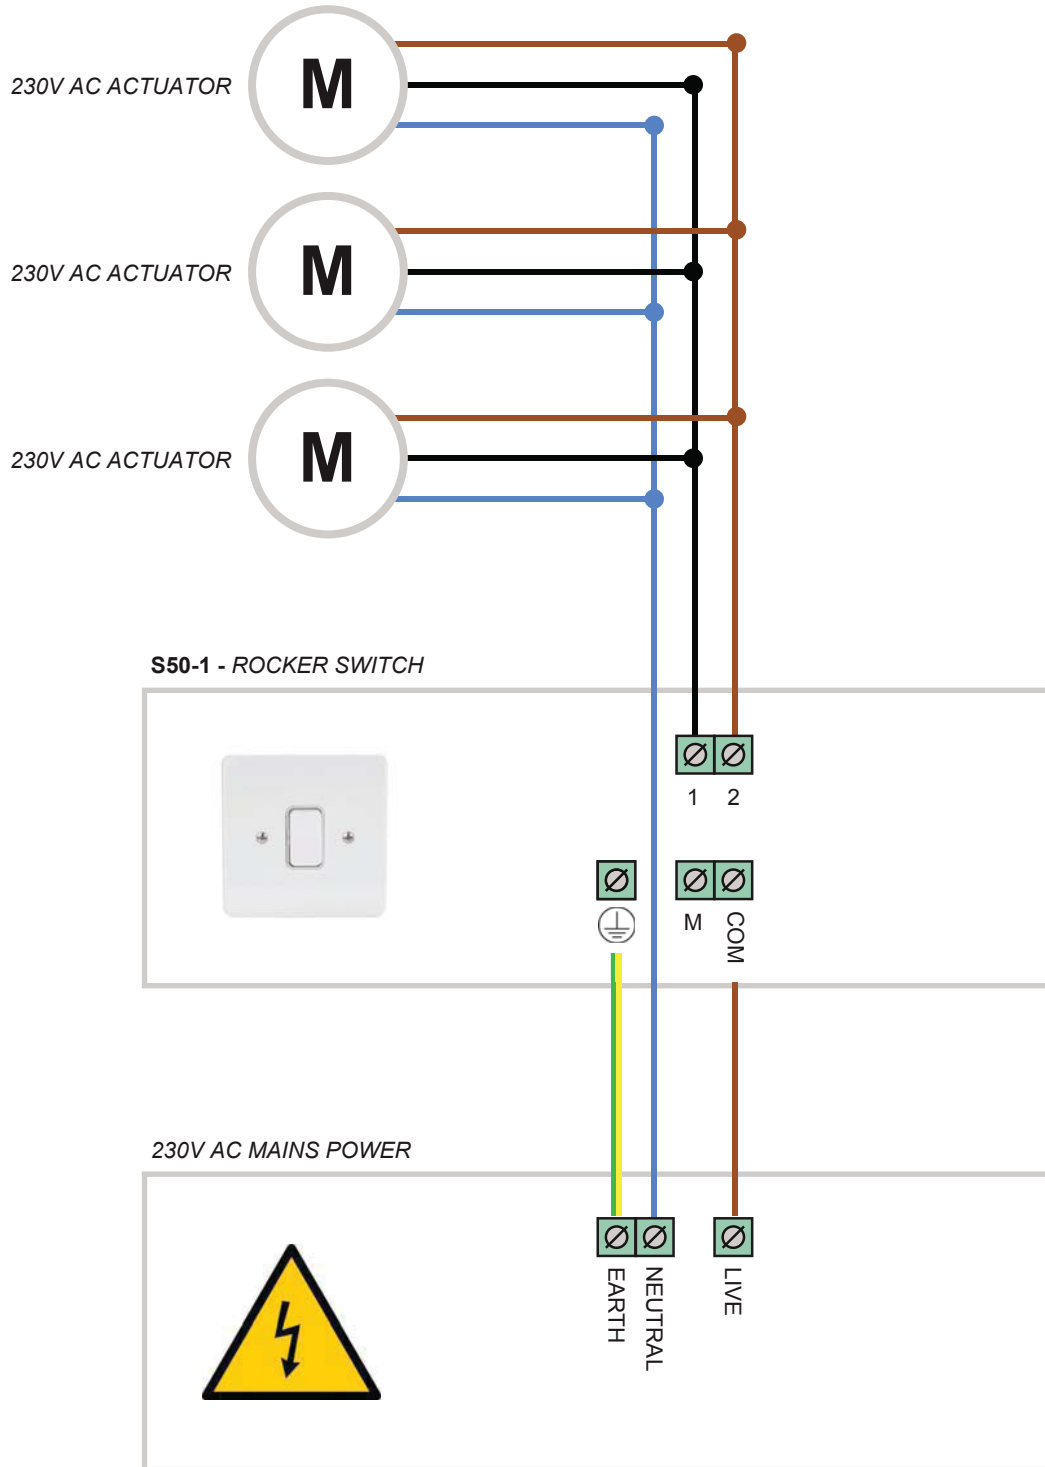 M
230V AC ACTUATOR
M
230V AC ACTUATOR
M
230V AC ACTUATOR
S50-1 - ROCKER SWITCH
1 2
M COM
230V AC MAINS POWER
EARTH NEUTRAL LIVE